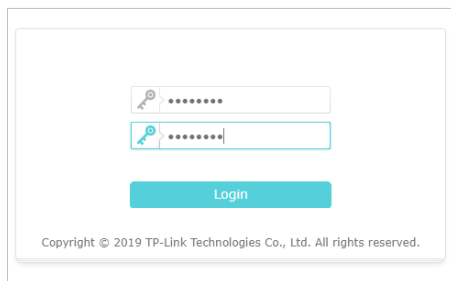 ••••••••
••••••••
Login
Copyright © 2019 TP-Link Technologies Co., Ltd. All rights reserved.